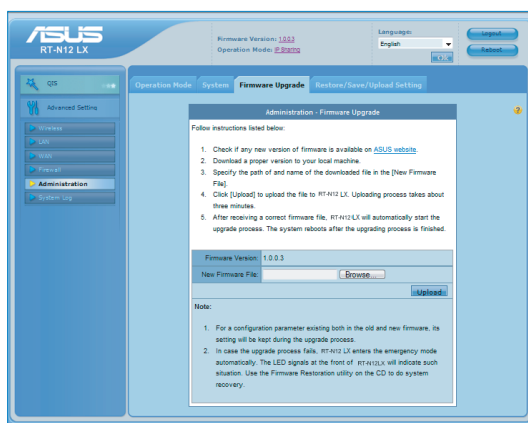 ASUS
RT-N12 LX
Firmware Version: 1.0.0.3
Operation Mode: IP Sharing
Language:
English
Logout
Reboot
QIS
Advanced Setting
Wireless
LAN
WAN
Firewall
Administration
System Log
Operation Mode System Firmware Upgrade Restore/Save/Upload Setting
Administration - Firmware Upgrade
Follow instructions listed below:
1. Check if any new version of firmware is available on ASUS website.
2. Download a proper version to your local machine.
3. Specify the path of and name of the downloaded file in the [New Firmware
File].
4. Click [Upload] to upload the file to RT-N12 LX. Uploading process takes about
three minutes.
5. After receiving a correct firmware file, RT-N12LX will automatically start the
upgrade process. The system reboots after the upgrading process is finished.
Firmware Version: 1.0.0.3
New Firmware File: Browse...
Upload
Note:
1. For a configuration parameter existing both in the old and new firmware, its
setting will be kept during the upgrade process.
2. In case the upgrade process fails, RT-N12 LX enters the emergency mode
automatically. The LED signals at the front of RT-N12LX will indicate such
situation. Use the Firmware Restoration utility on the CD to do system
recovery.